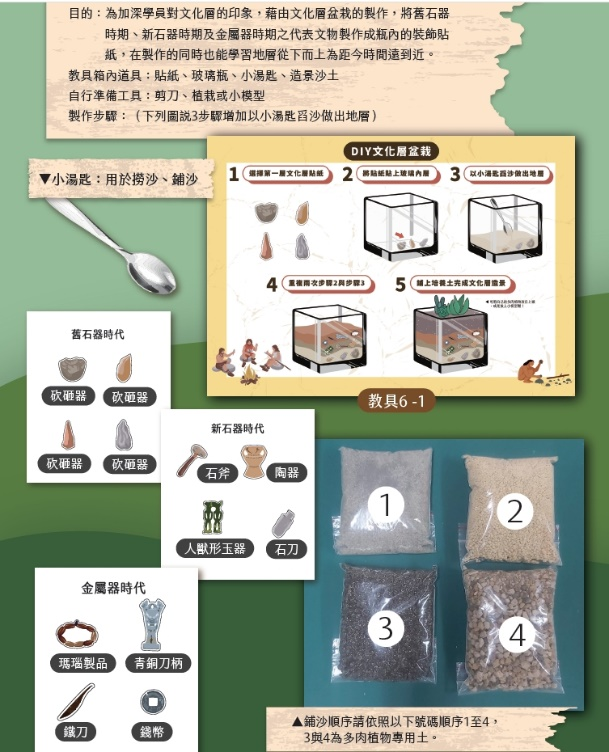 目的：為加深學員對文化層的印象，藉由文化層盆栽的製作，將舊石器
時期、新石器時期及金屬器時期之代表文物製作成瓶內的裝飾貼
紙，在製作的同時也能學習地層從下而上為距今時間遠到近。
教具箱內道具：貼紙、玻璃瓶、小湯匙、造景沙土
自行準備工具：剪刀、植栽或小模型
製作步驟：（下列圖説3步驟增加以小湯匙舀沙做出地層）
▼小湯匙：用於撈沙、鋪沙
DIY文化層盆栽
1 選擇第一層文化層貼紙
2 將貼紙貼上玻璃內層
3 以小湯匙舀沙做出地層
4 重複兩次步驟2與步驟3
5 鋪上培養土完成文化層造景
教具6 -1
舊石器時代
砍砸器 砍砸器
砍砸器 砍砸器
新石器時代
石斧 陶器
人獸形玉器 石刀
金屬器時代
瑪瑙製品 青銅刀柄
鐵刀 錢幣
1 2
3 4
▲鋪沙順序請依照以下號碼順序1至4，
3與4為多肉植物專用土。